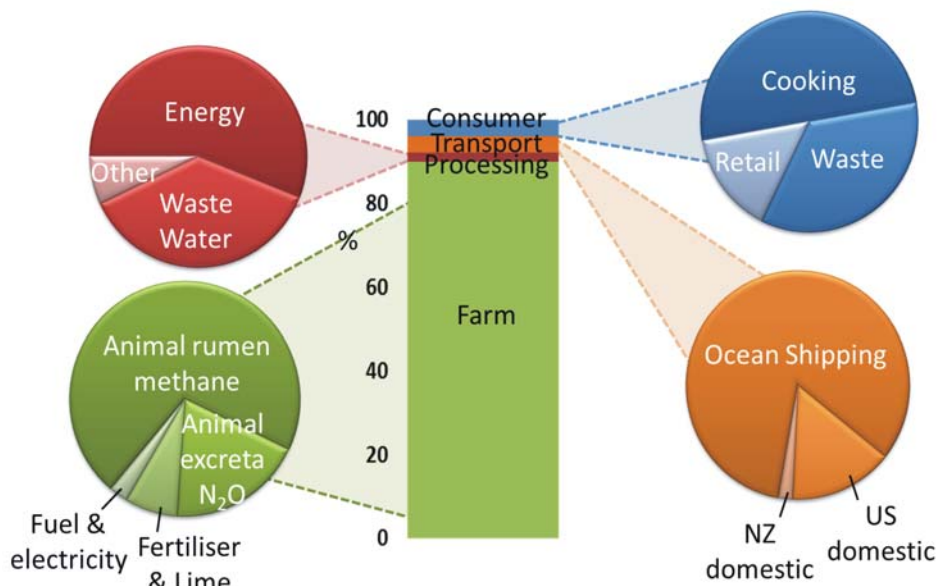 Energy
Other
Waste
Water
100
80
%
60
40
20
0
Consumer
Transport
Processing
Farm
Cooking
Retail
Waste
Animal rumen
methane
Animal
excreta
N₂O
Fuel &
electricity
Fertiliser
& Lime
Ocean Shipping
NZ
domestic
US
domestic